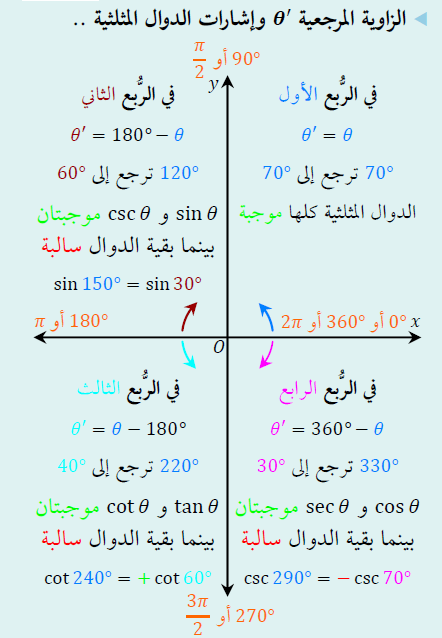 الزاوية المرجعية θ′ وإشارات الدوال المثلثية ..
90° أو π/2
y
في الرُّبع الأول
θ′ = θ
70° ترجع إلى 70°
الدوال المثلثية كلها موجبة
في الرُّبع الثاني
θ′ = 180° − θ
120° ترجع إلى 60°
sin θ و csc θ موجبتان
بينما بقية الدوال سالبة
sin 150° = sin 30°
0° أو 360° أو 2π
x
180° أو π
O
في الرُّبع الثالث
θ′ = θ − 180°
220° ترجع إلى 40°
tan θ و cot θ موجبتان
بينما بقية الدوال سالبة
cot 240° = + cot 60°
في الرُّبع الرابع
θ′ = 360° − θ
330° ترجع إلى 30°
cos θ و sec θ موجبتان
بينما بقية الدوال سالبة
csc 290° = − csc 70°
270° أو 3π/2